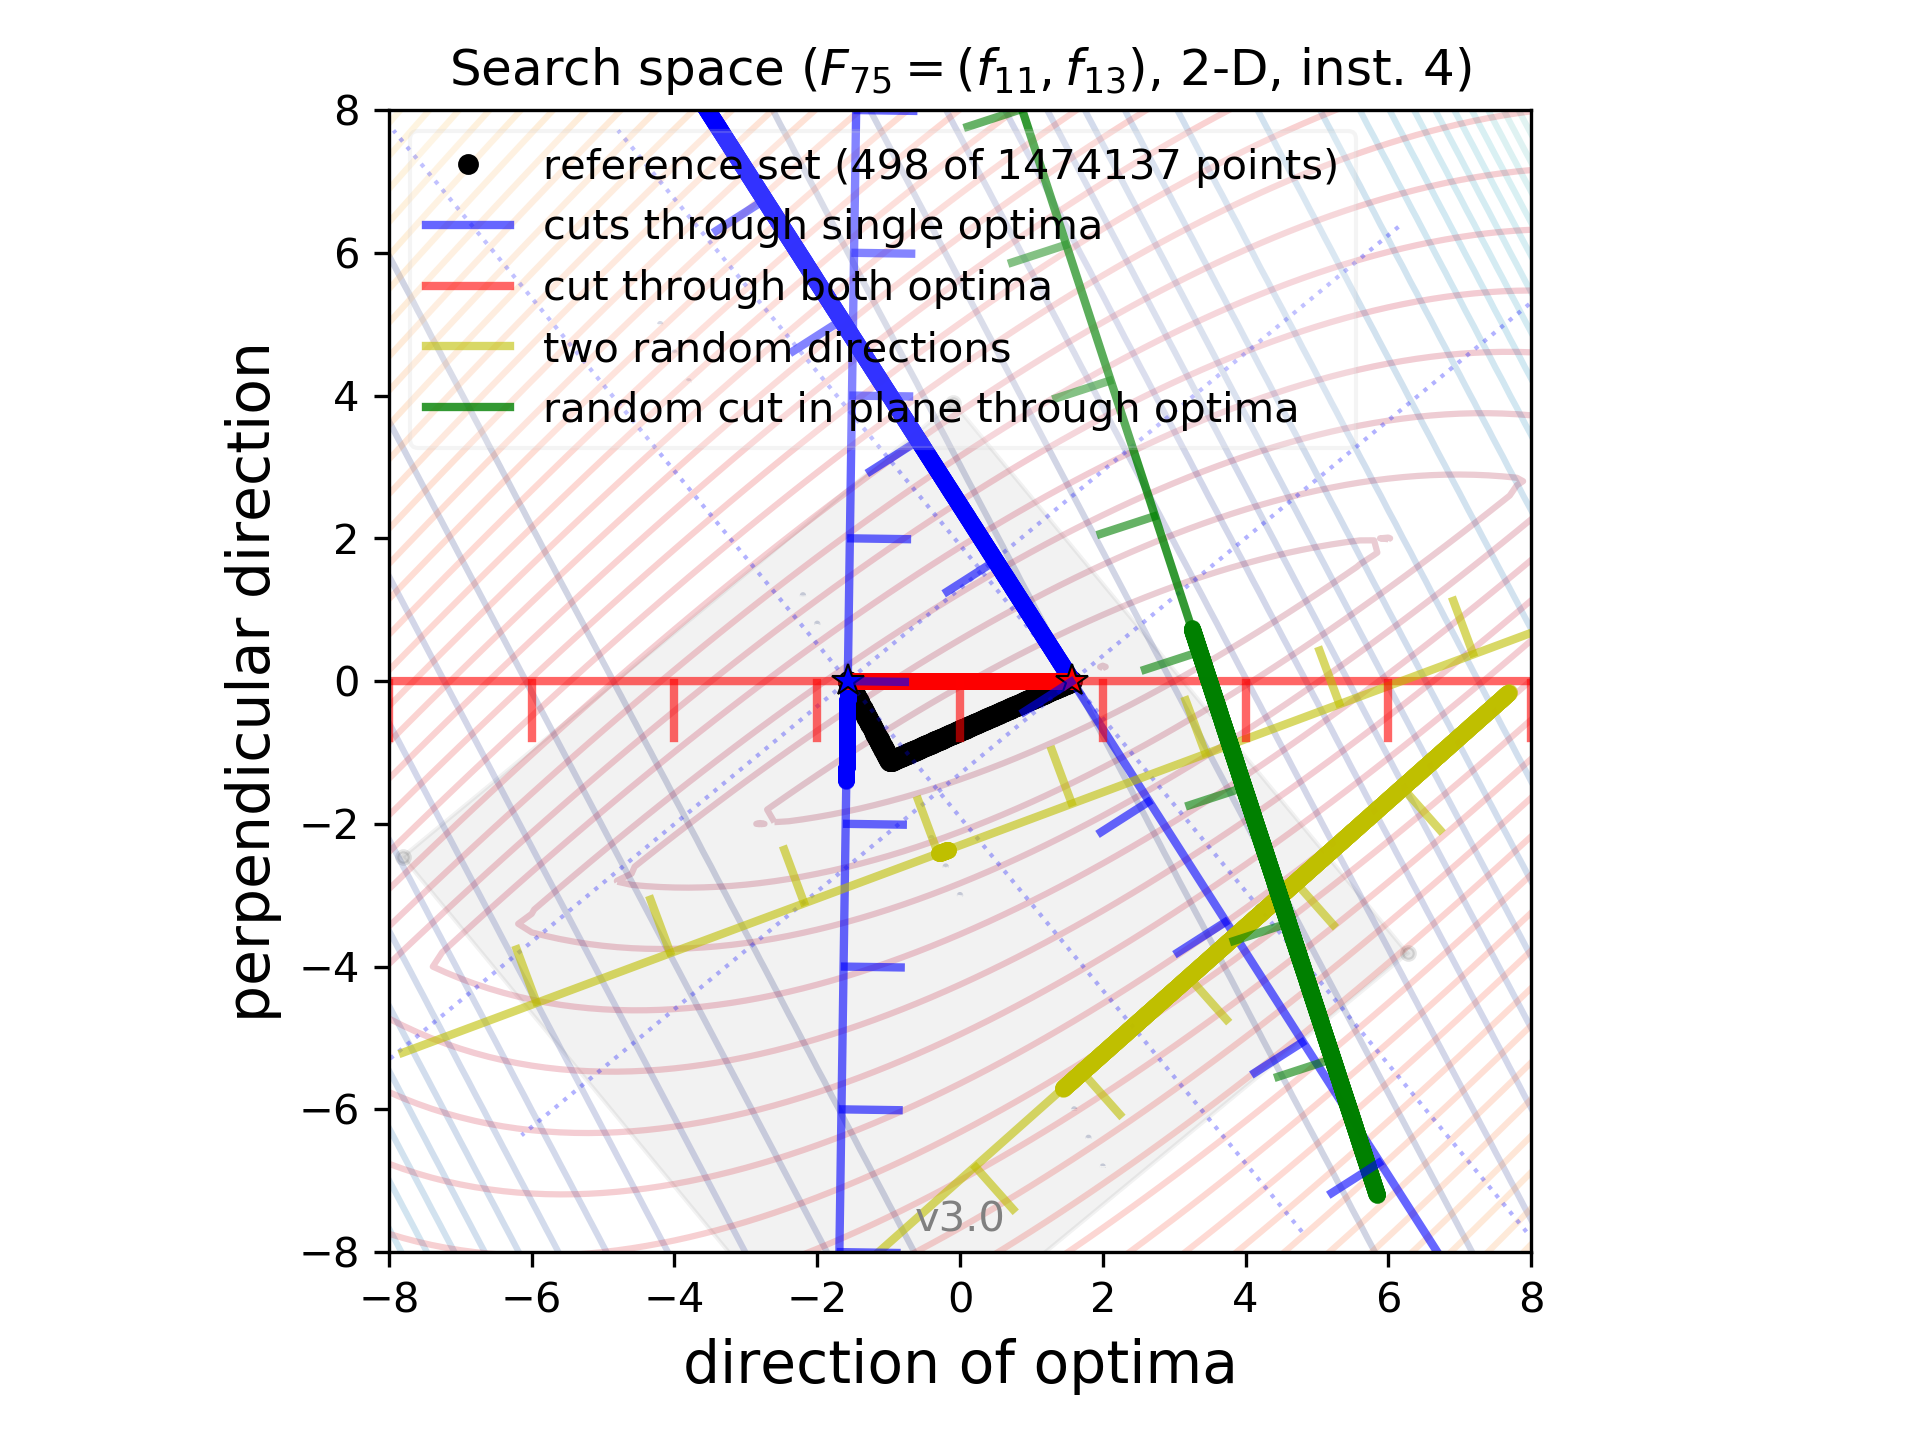 Search space (F75 = (f11, f13), 2-D, inst. 4)
reference set (498 of 1474137 points)
cuts through single optima
cut through both optima
two random directions
random cut in plane through optima
8
6
4
2
0
−2
−4
−6
−8
perpendicular direction
v3.0
−8 −6 −4 −2 0 2 4 6 8
direction of optima